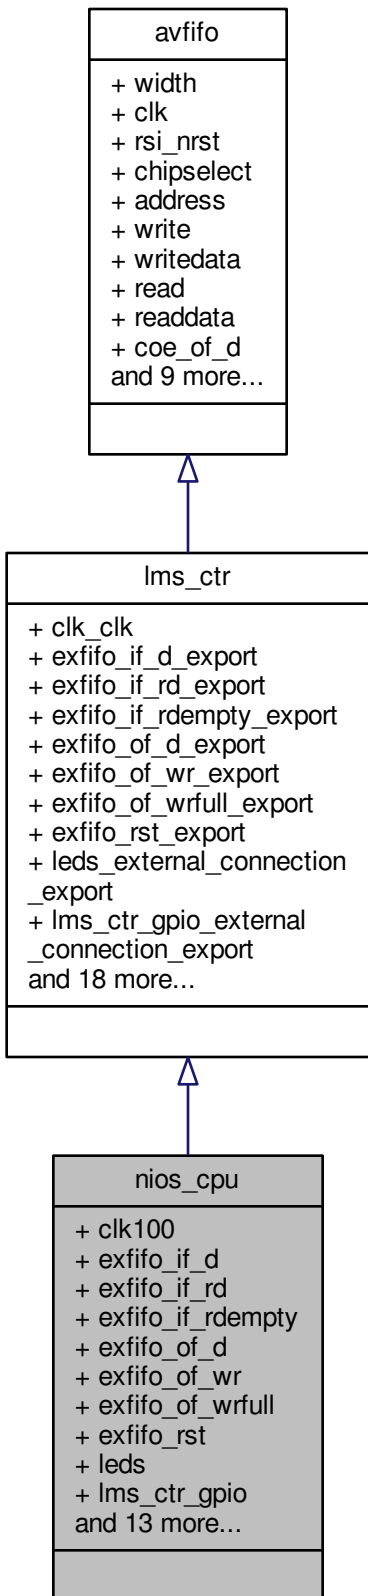 avfifo
+ width
+ clk
+ rsi_nrst
+ chipselect
+ address
+ write
+ writedata
+ read
+ readdata
+ coe_of_d
and 9 more...
lms_ctr
+ clk_clk
+ exfifo_if_d_export
+ exfifo_if_rd_export
+ exfifo_if_rdempty_export
+ exfifo_of_d_export
+ exfifo_of_wr_export
+ exfifo_of_wrfull_export
+ exfifo_rst_export
+ leds_external_connection
_export
+ lms_ctr_gpio_external
_connection_export
and 18 more...
nios_cpu
+ clk100
+ exfifo_if_d
+ exfifo_if_rd
+ exfifo_if_rdempty
+ exfifo_of_d
+ exfifo_of_wr
+ exfifo_of_wrfull
+ exfifo_rst
+ leds
+ lms_ctr_gpio
and 13 more...